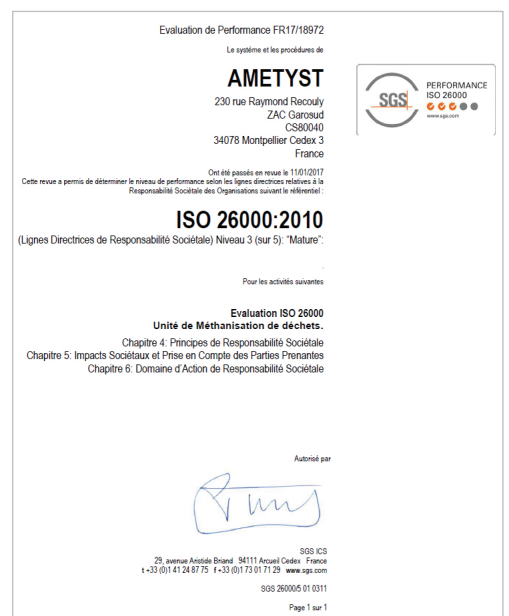 Evaluation de Performance FR17/18972
Le système et les procédures de
AMETYST
230 rue Raymond Recouly
ZAC Garosud
CS80040
34078 Montpellier Cedex 3
France
SGS
PERFORMANCE
ISO 26000
www.sgs.com
Ont été passés en revue le 11/01/2017
Cette revue a permis de déterminer le niveau de performance selon les lignes directrices relatives à la
Responsabilité Sociétale des Organisations suivant le référentiel :
ISO 26000:2010
(Lignes Directrices de Responsabilité Sociétale) Niveau 3 (sur 5): "Mature":
Pour les activités suivantes
Evaluation ISO 26000
Unité de Méthanisation de déchets.
Chapitre 4: Principes de Responsabilité Sociétale
Chapitre 5: Impacts Sociétaux et Prise en Compte des Parties Prenantes
Chapitre 6: Domaine d'Action de Responsabilité Sociétale
Autorisé par
SGS ICS
29, avenue Aristide Briand 94111 Arcueil Cedex France
t +33 (0)1 41 24 87 75 f +33 (0)1 73 01 71 29 www.sgs.com
SGS 26000/5 01 0311
Page 1 sur 1